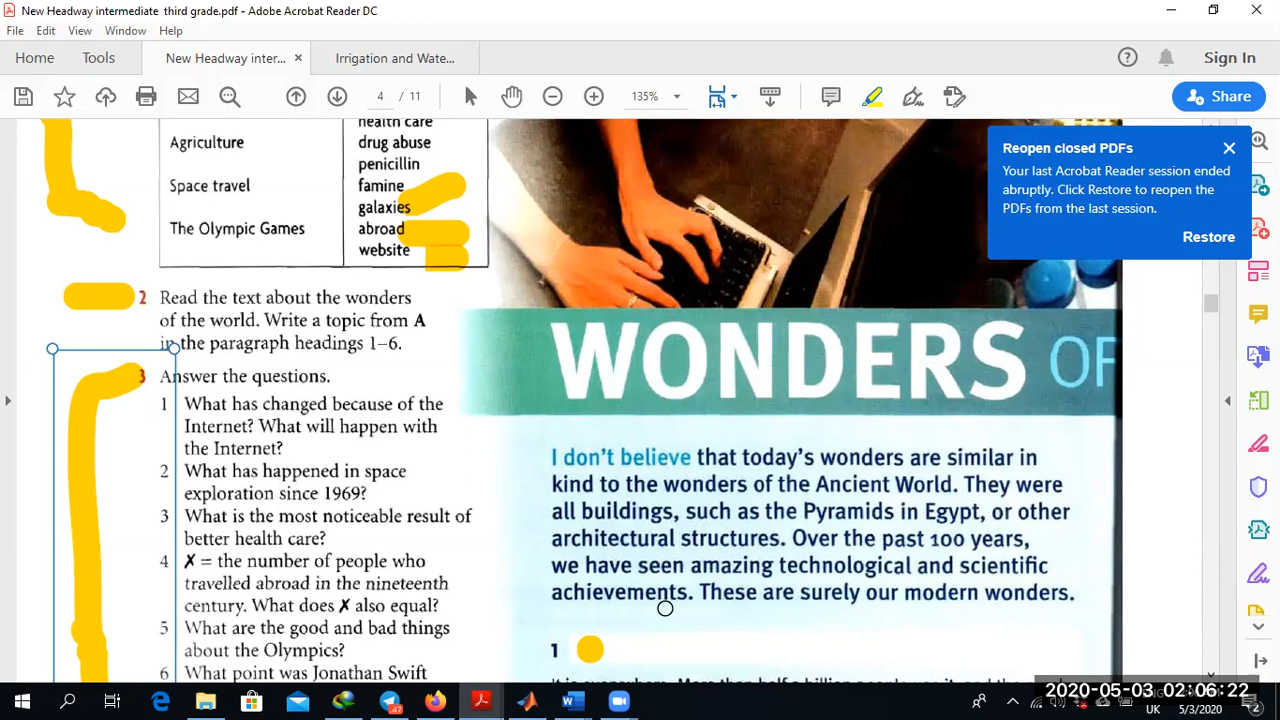 New Headway intermediate third grade.pdf - Adobe Acrobat Reader DC
File Edit View Window Help
Home Tools New Headway inter... × Irrigation and Wate... Sign In
4 / 11 135% Share
health care
Agriculture drug abuse
penicillin
Space travel famine
galaxies
The Olympic Games abroad
website
Reopen closed PDFs
Your last Acrobat Reader session ended
abruptly. Click Restore to reopen the
PDFs from the last session.
Restore
2 Read the text about the wonders
of the world. Write a topic from A
in the paragraph headings 1–6.
3 Answer the questions.
1 What has changed because of the
Internet? What will happen with
the Internet?
2 What has happened in space
exploration since 1969?
3 What is the most noticeable result of
better health care?
4 ✗ = the number of people who
travelled abroad in the nineteenth
century. What does ✗ also equal?
5 What are the good and bad things
about the Olympics?
6 What point was Jonathan Swift
WONDERS OF
I don't believe that today's wonders are similar in
kind to the wonders of the Ancient World. They were
all buildings, such as the Pyramids in Egypt, or other
architectural structures. Over the past 100 years,
we have seen amazing technological and scientific
achievements. These are surely our modern wonders.
1
2020-05-03 02:06:22
UK 5/3/2020